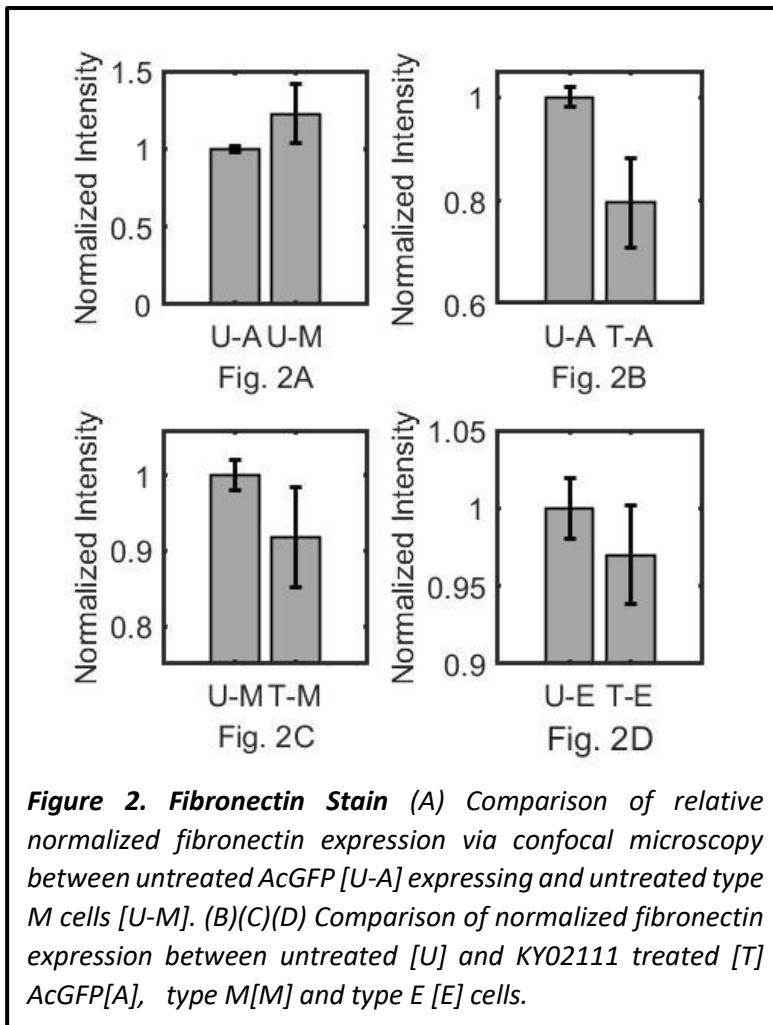 Normalized Intensity
1.5
1
0.5
0
U-A U-M
Fig. 2A
Normalized Intensity
1
0.8
0.6
U-A T-A
Fig. 2B
Normalized Intensity
1
0.9
0.8
U-M T-M
Fig. 2C
Normalized Intensity
1.05
1
0.95
0.9
U-E T-E
Fig. 2D
Figure 2. Fibronectin Stain (A) Comparison of relative
normalized fibronectin expression via confocal microscopy
between untreated AcGFP [U-A] expressing and untreated type
M cells [U-M]. (B)(C)(D) Comparison of normalized fibronectin
expression between untreated [U] and KY02111 treated [T]
AcGFP[A], type M[M] and type E [E] cells.